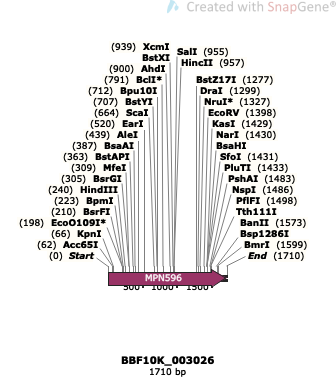 Created with SnapGene®
(939) XcmI
BstXI
(900) AhdI
(791) BclI*
(712) Bpu10I
(707) BstYI
(664) ScaI
(520) EarI
(439) AleI
(387) BsaAI
(363) BstAPI
(309) MfeI
(305) BsrGI
(240) HindIII
(223) BpmI
(210) BsrFI
(198) EcoO109I*
(66) KpnI
(62) Acc65I
(0) Start
SalI (955)
HincII (957)
BstZ17I (1277)
DraI (1299)
NruI* (1327)
EcoRV (1398)
KasI (1429)
NarI (1430)
BsaHI
SfoI (1431)
PluTI (1433)
PshAI (1483)
NspI (1486)
PflFI (1498)
Tth111I
BanII (1573)
Bsp1286I
BmrI (1599)
End (1710)
MPN596
500 1000 1500
BBF10K_003026
1710 bp